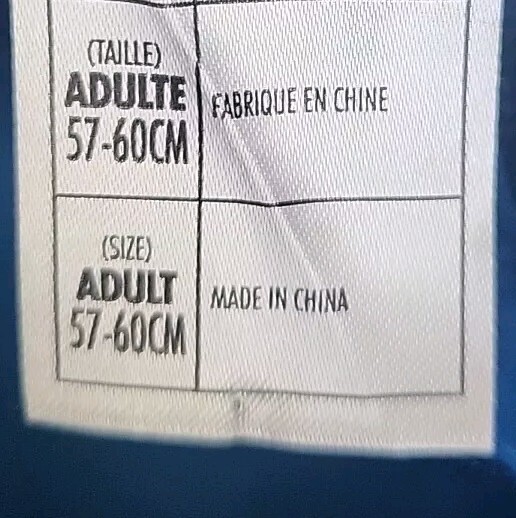 (TAILLE)
ADULTE
57-60CM
FABRIQUE EN CHINE
(SIZE)
ADULT
57-60CM
MADE IN CHINA